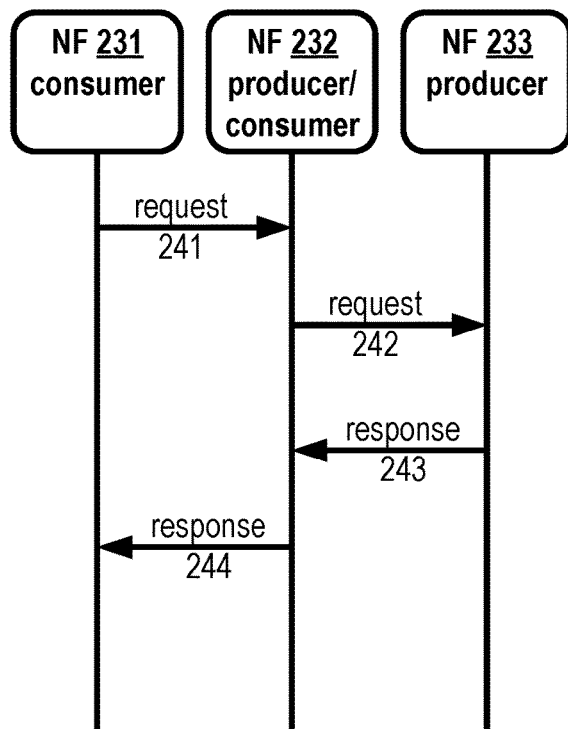 NF 231
consumer
NF 232
producer/
consumer
NF 233
producer
request
241
request
242
response
243
response
244